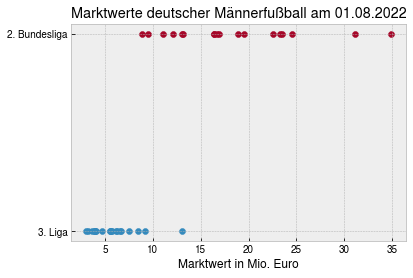 Marktwerte deutscher Männerfußball am 01.08.2022
2. Bundesliga
3. Liga
5 10 15 20 25 30 35
Marktwert in Mio. Euro